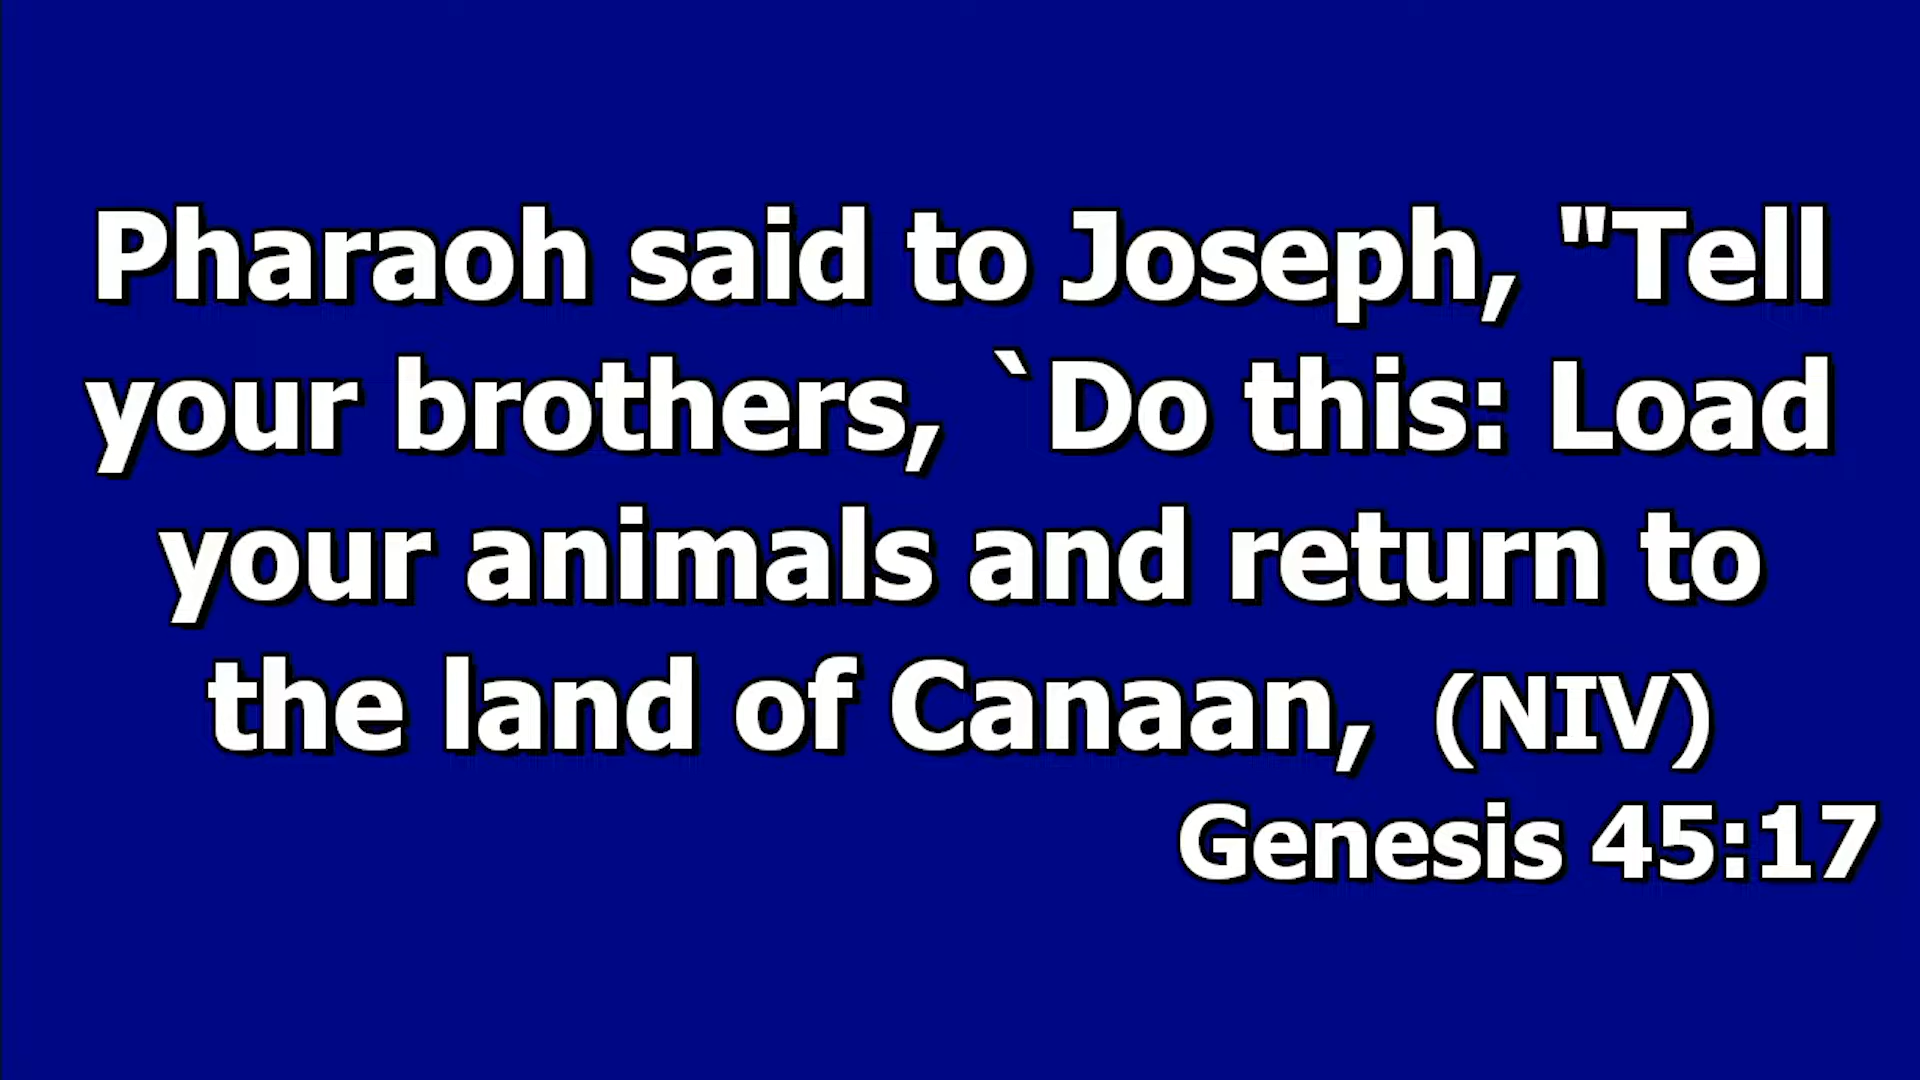 Pharaoh said to Joseph, "Tell
your brothers, `Do this: Load
your animals and return to
the land of Canaan, (NIV)
Genesis 45:17